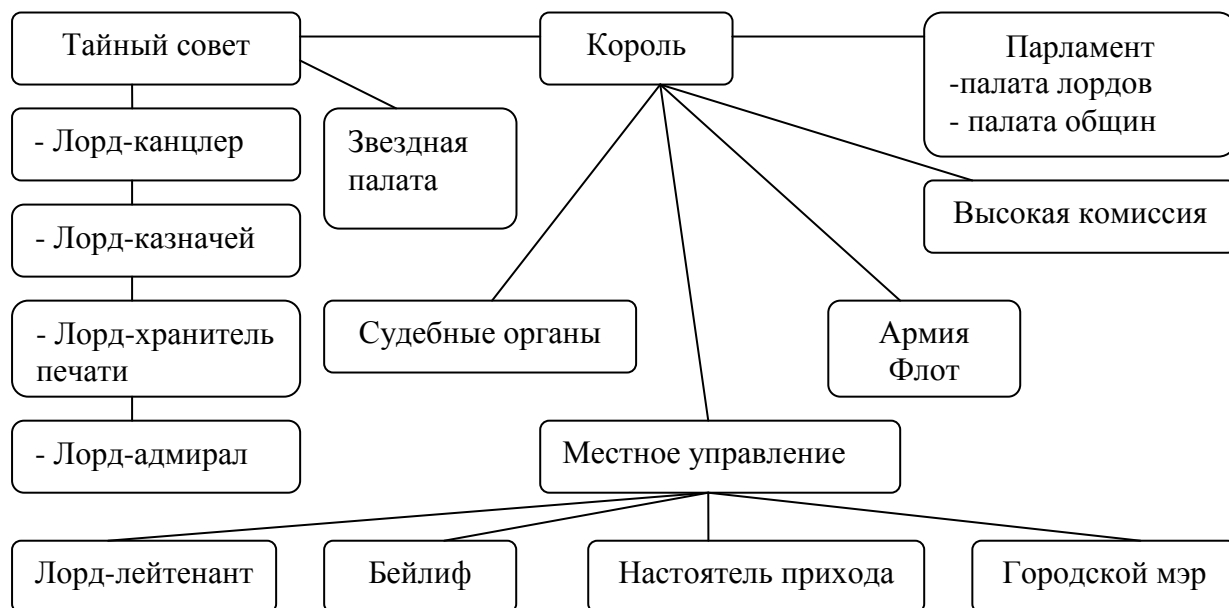 Тайный совет
Король
Парламент
-палата лордов
- палата общин
- Лорд-канцлер
Звездная
палата
Высокая комиссия
- Лорд-казначей
- Лорд-хранитель
печати
Судебные органы
Армия
Флот
- Лорд-адмирал
Местное управление
Лорд-лейтенант
Бейлиф
Настоятель прихода
Городской мэр